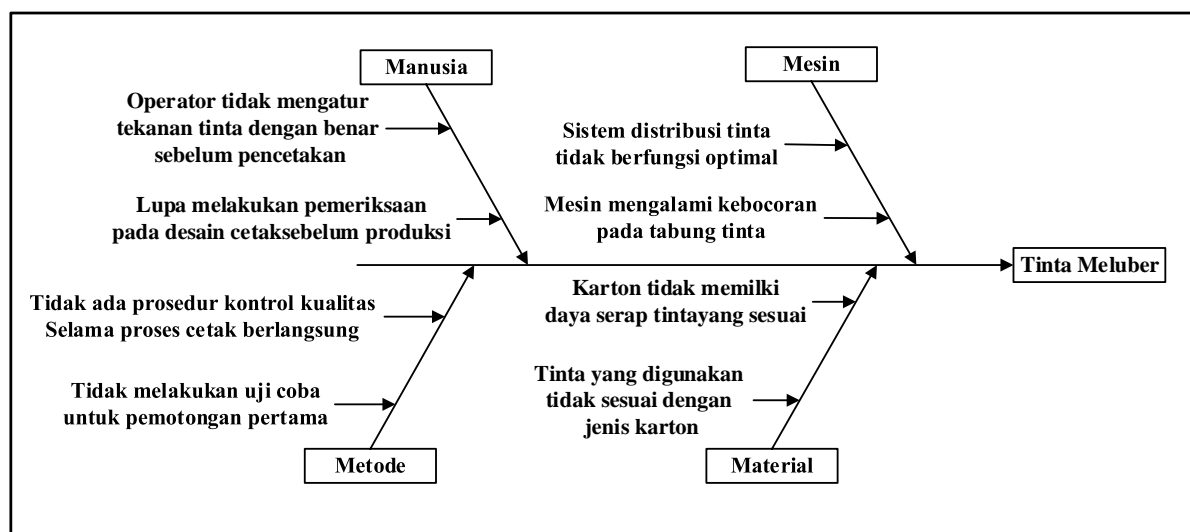 Manusia
Operator tidak mengatur
tekanan tinta dengan benar
sebelum pencetakan
Lupa melakukan pemeriksaan
pada desain cetaksebelum produksi
Mesin
Sistem distribusi tinta
tidak berfungsi optimal
Mesin mengalami kebocoran
pada tabung tinta
Tinta Meluber
Tidak ada prosedur kontrol kualitas
Selama proses cetak berlangsung
Tidak melakukan uji coba
untuk pemotongan pertama
Metode
Karton tidak memilki
daya serap tintayang sesuai
Tinta yang digunakan
tidak sesuai dengan
jenis karton
Material